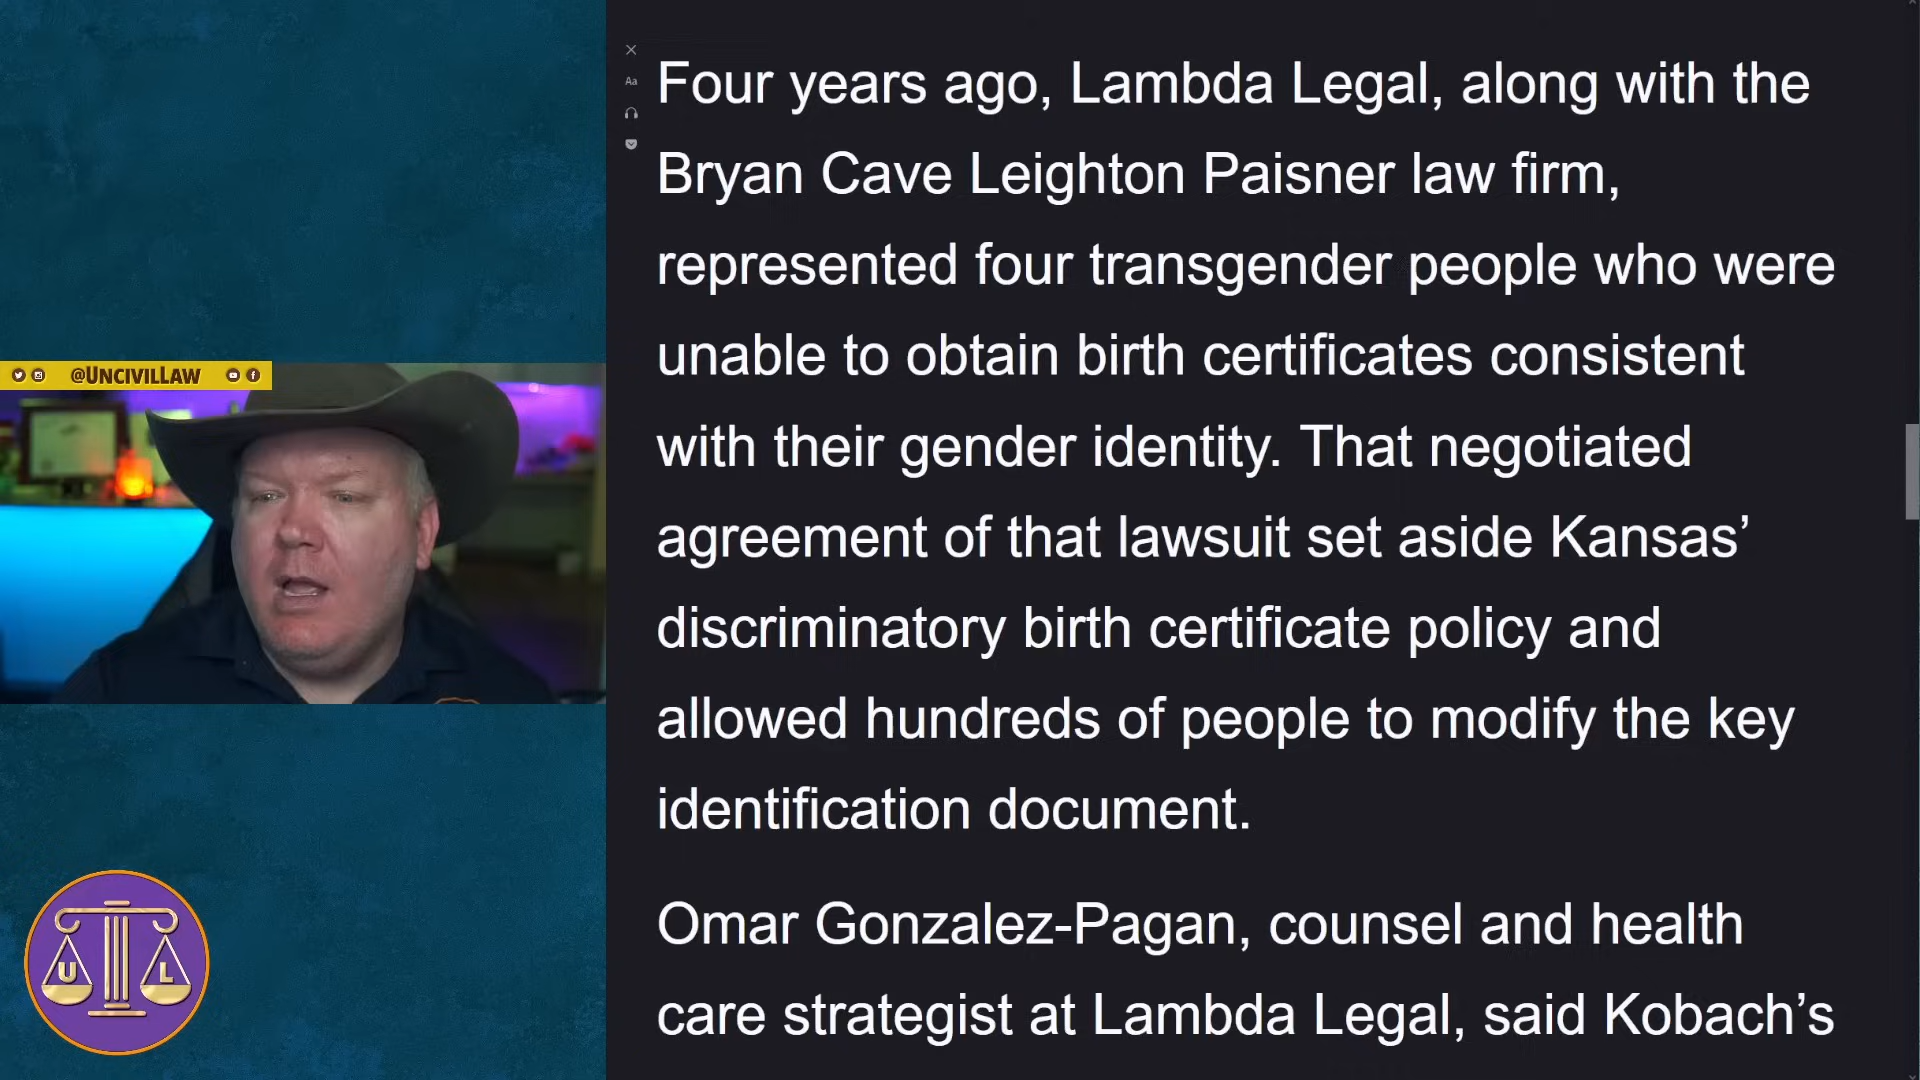 @UNCIVILLAW
U L
Aa
Four years ago, Lambda Legal, along with the
Bryan Cave Leighton Paisner law firm,
represented four transgender people who were
unable to obtain birth certificates consistent
with their gender identity. That negotiated
agreement of that lawsuit set aside Kansas’
discriminatory birth certificate policy and
allowed hundreds of people to modify the key
identification document.
Omar Gonzalez-Pagan, counsel and health
care strategist at Lambda Legal, said Kobach’s